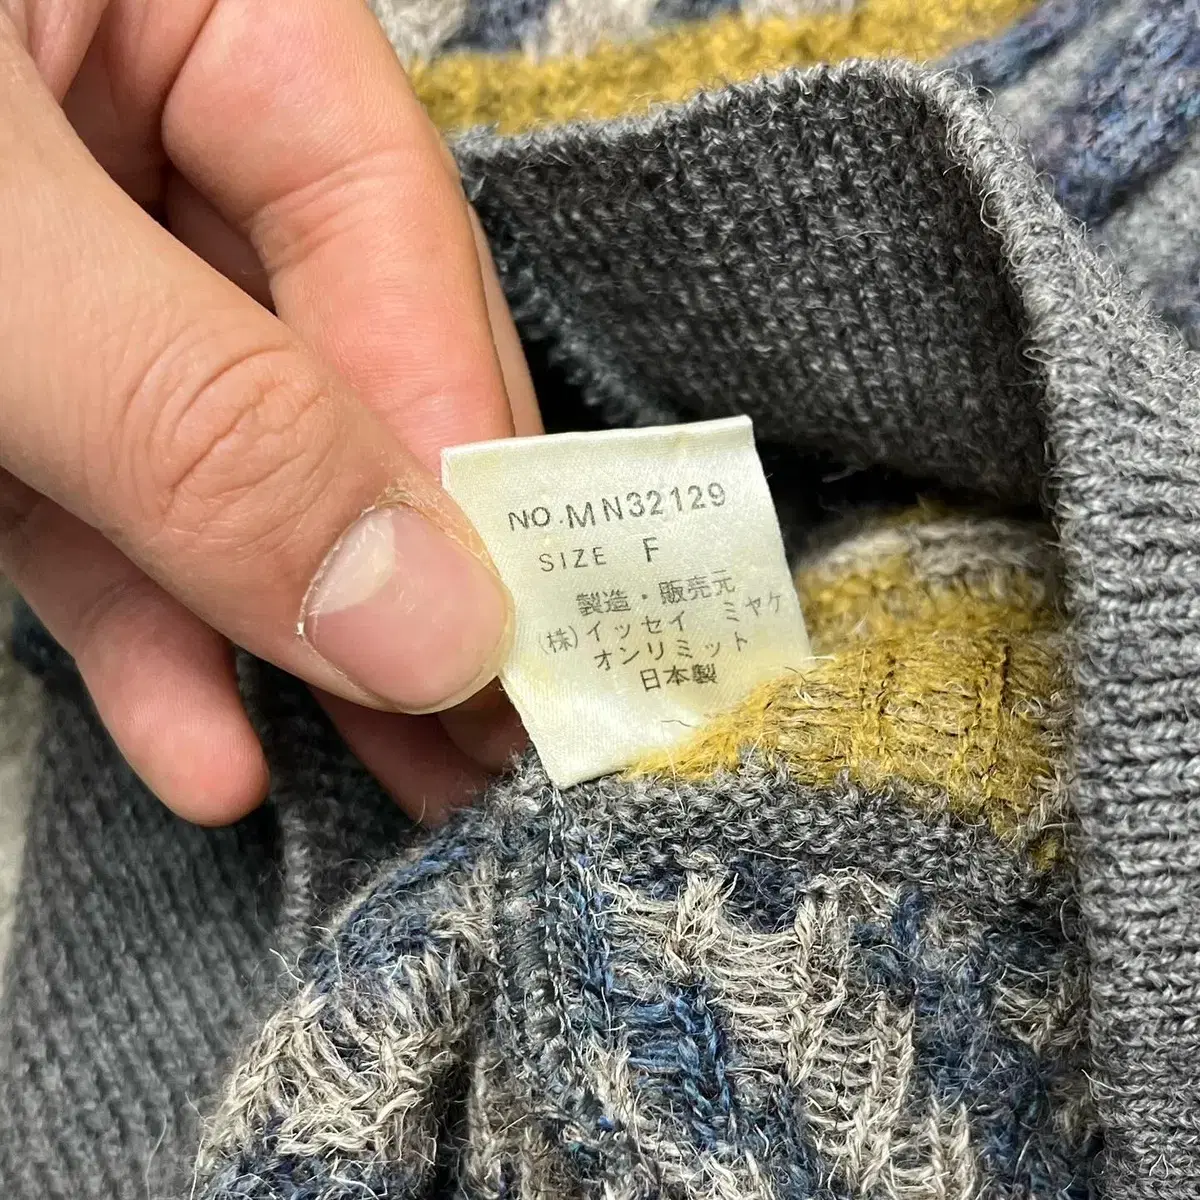 NO.MN32129
SIZE F
製造・販売元
(株)イッセイ ミヤケ
オンリミット
日本製